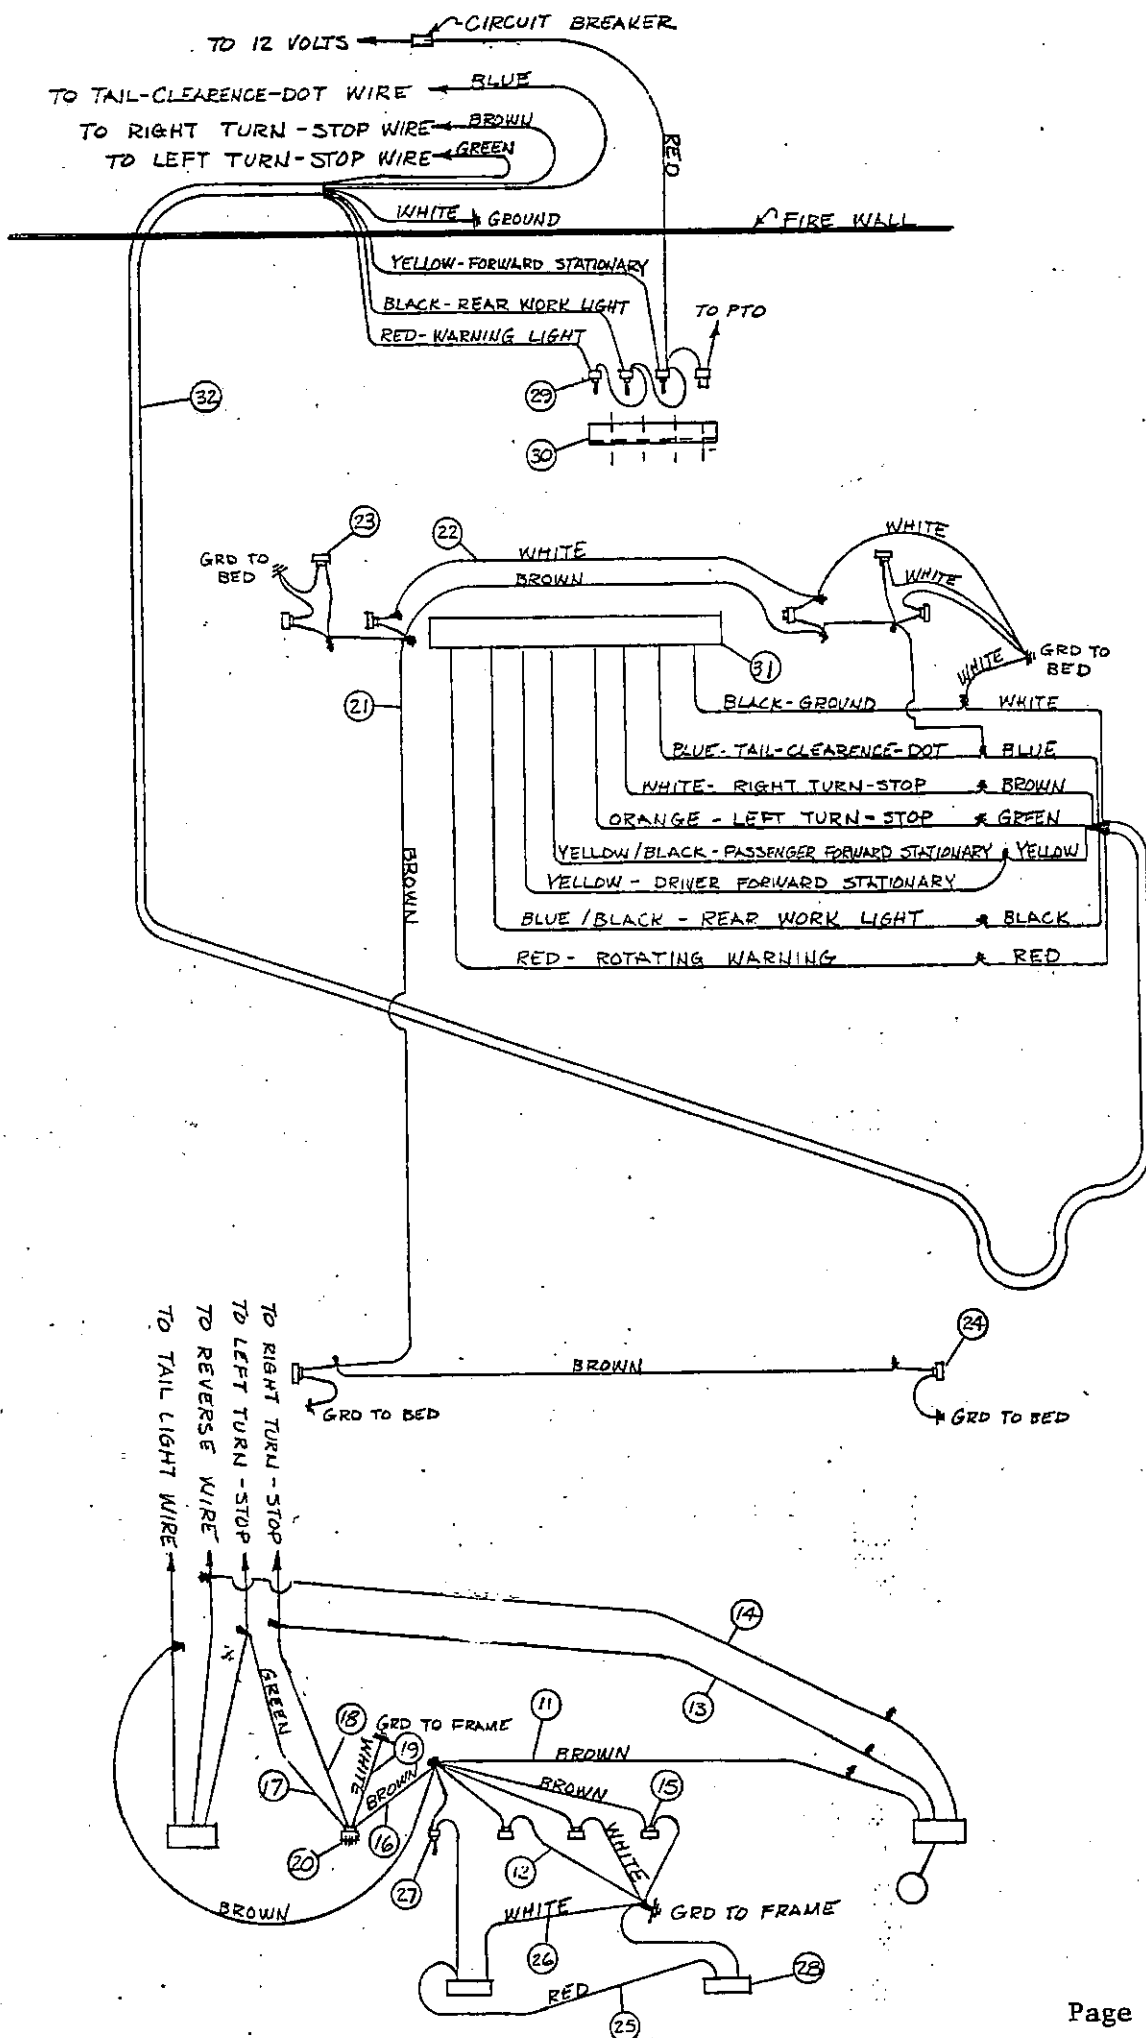 CIRCUIT BREAKER
TO 12 VOLTS
BLUE
TO TAIL-CLEARENCE-DOT WIRE
BROWN
TO RIGHT TURN-STOP WIRE
GREEN
TO LEFT TURN-STOP WIRE
RED
WHITE
GROUND
FIRE WALL
YELLOW-FORWARD STATIONARY
BLACK-REAR WORK LIGHT
TO PTO
RED-WARNING LIGHT
29
32
30
23
22
WHITE
WHITE
GRD TO BED
BROWN
WHITE
31
GRD TO BED
WHITE
21
BLACK-GROUND
WHITE
BLUE-TAIL-CLEARENCE-DOT
BLUE
WHITE-RIGHT TURN-STOP
BROWN
ORANGE-LEFT TURN-STOP
GREEN
YELLOW/BLACK-PASSENGER FORWARD STATIONARY
YELLOW
BROWN
YELLOW-DRIVER FORWARD STATIONARY
BLUE/BLACK-REAR WORK LIGHT
BLACK
RED-ROTATING WARNING
RED
24
BROWN
GRD TO BED
GRD TO BED
TO TAIL LIGHT WIRE
TO REVERSE WIRE
TO LEFT TURN-STOP
TO RIGHT TURN-STOP
14
13
GREEN
18
GRD TO FRAME
11
19
WHITE
BROWN
BROWN
15
17
BROWN
16
20
WHITE
12
27
BROWN
WHITE
GRD TO FRAME
26
28
RED
25
Page